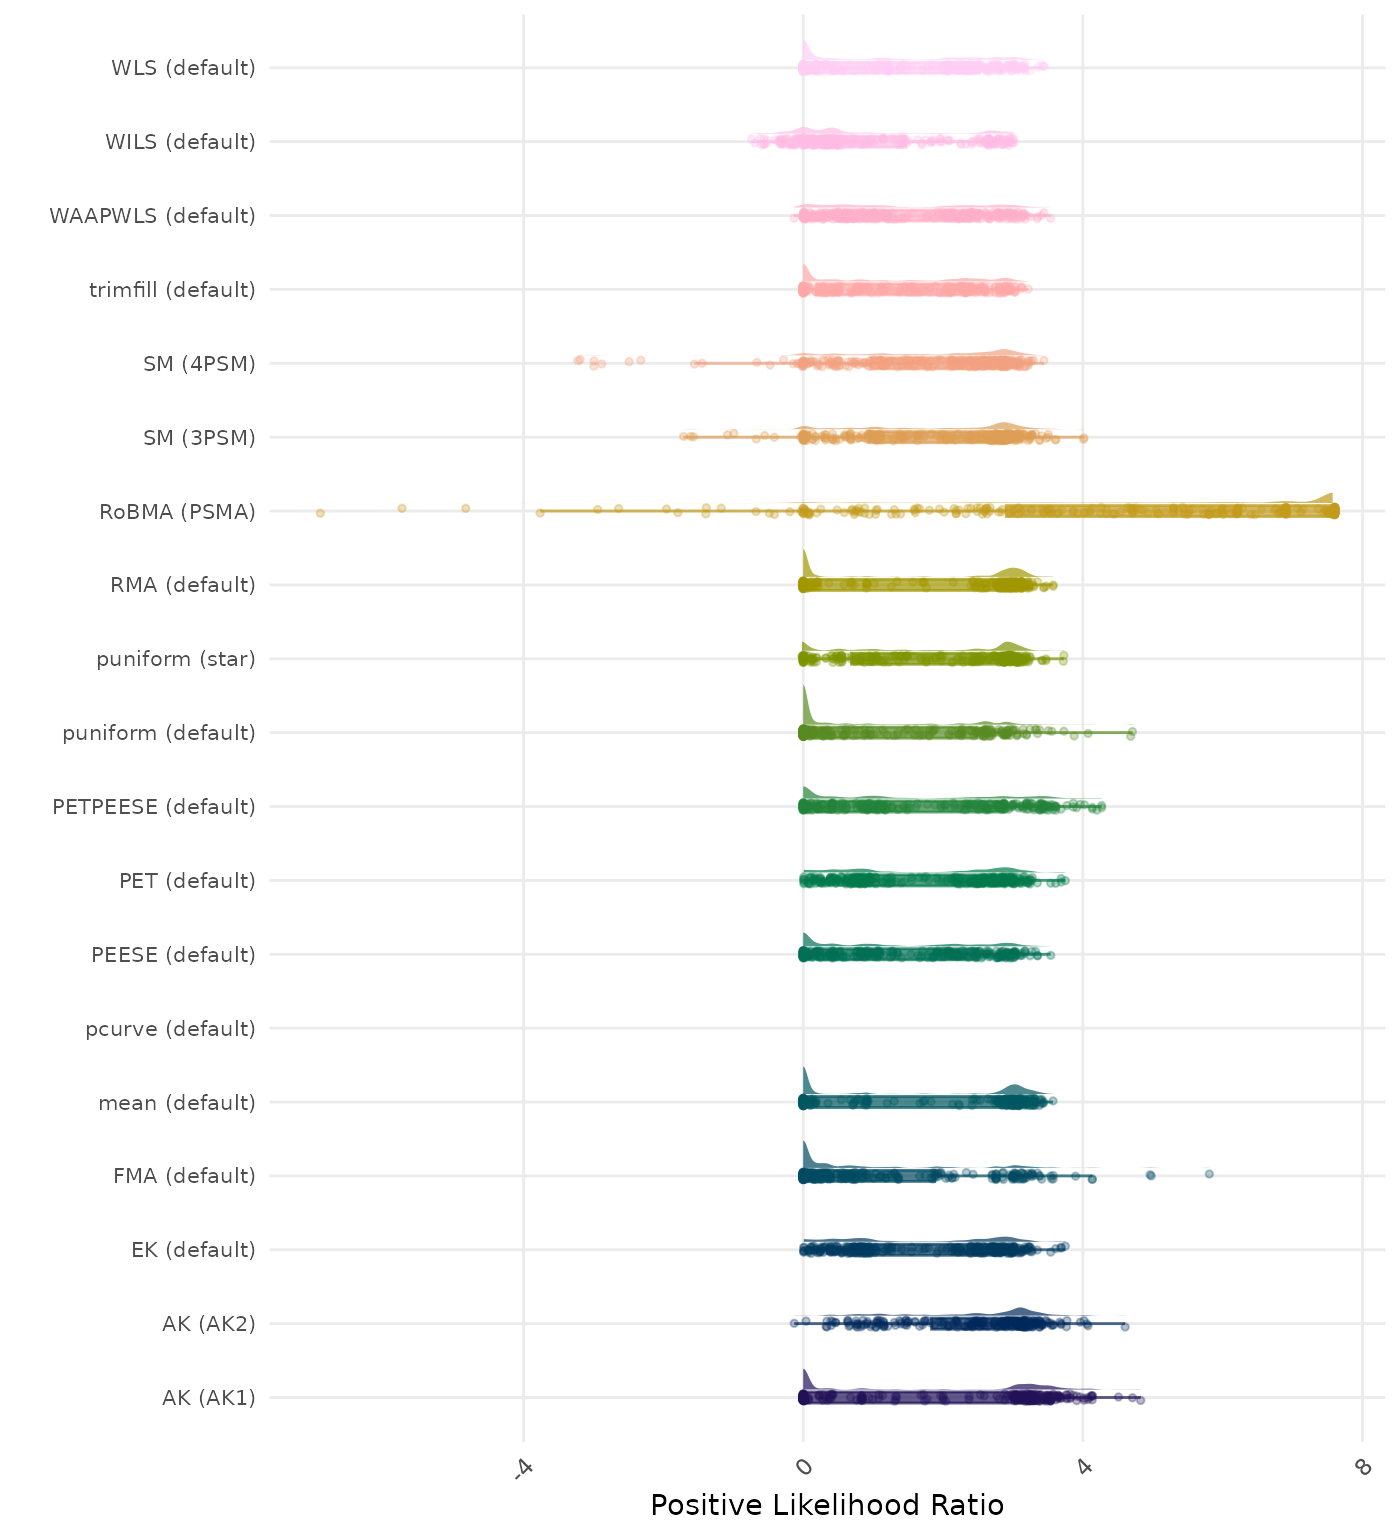 WLS (default)
WILS (default)
WAAPWLS (default)
trimfill (default)
SM (4PSM)
SM (3PSM)
RoBMA (PSMA)
RMA (default)
puniform (star)
puniform (default)
PETPEESE (default)
PET (default)
PEESE (default)
pcurve (default)
mean (default)
FMA (default)
EK (default)
AK (AK2)
AK (AK1)
-4 0 4 8
Positive Likelihood Ratio